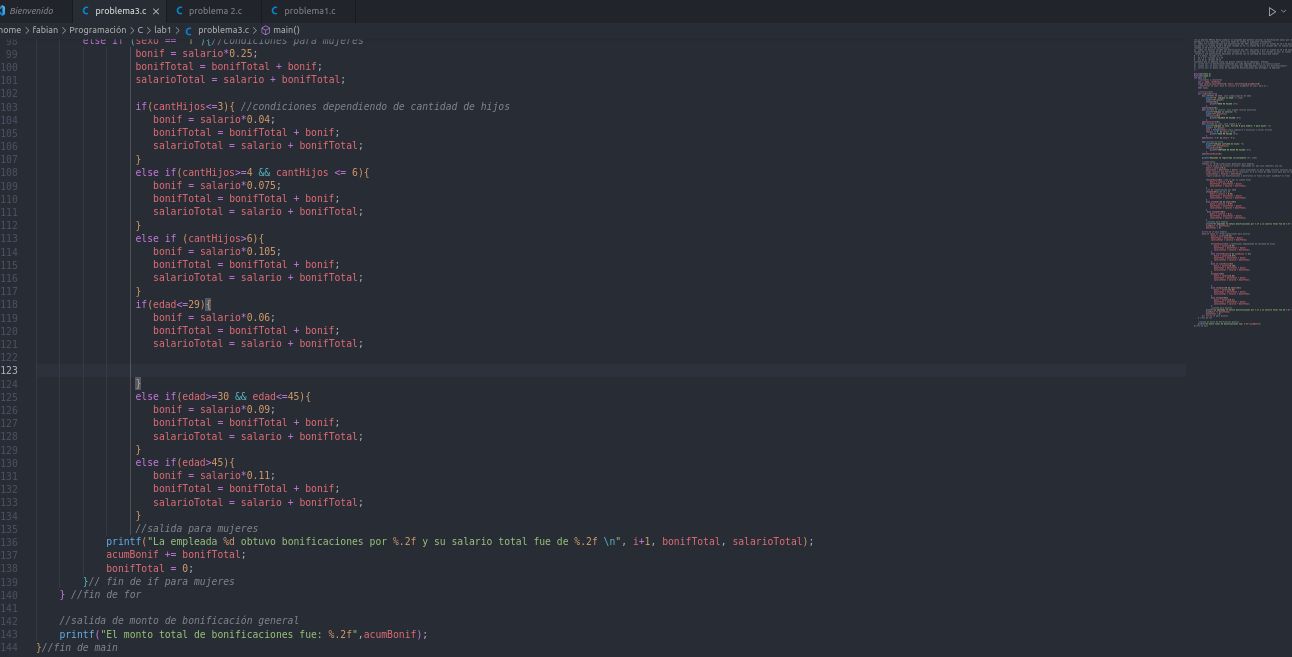 Bienvenido
C problema3.c ×
C problema 2.c
C problema1.c
home > fabian > Programación > C > lab1 > C problema3.c > main()
98 else if (sexo == 'f'){//condiciones para mujeres
99 bonif = salario*0.25;
100 bonifTotal = bonifTotal + bonif;
101 salarioTotal = salario + bonifTotal;
102
103 if(cantHijos<=3){ //condiciones dependiendo de cantidad de hijos
104 bonif = salario*0.04;
105 bonifTotal = bonifTotal + bonif;
106 salarioTotal = salario + bonifTotal;
107 }
108 else if(cantHijos>=4 && cantHijos <= 6){
109 bonif = salario*0.075;
110 bonifTotal = bonifTotal + bonif;
111 salarioTotal = salario + bonifTotal;
112 }
113 else if (cantHijos>6){
114 bonif = salario*0.105;
115 bonifTotal = bonifTotal + bonif;
116 salarioTotal = salario + bonifTotal;
117 }
118 if(edad<=29){
119 bonif = salario*0.06;
120 bonifTotal = bonifTotal + bonif;
121 salarioTotal = salario + bonifTotal;
122
123
124 }
125 else if(edad>=30 && edad<=45){
126 bonif = salario*0.09;
127 bonifTotal = bonifTotal + bonif;
128 salarioTotal = salario + bonifTotal;
129 }
130 else if(edad>45){
131 bonif = salario*0.11;
132 bonifTotal = bonifTotal + bonif;
133 salarioTotal = salario + bonifTotal;
134 }
135 //salida para mujeres
136 printf("La empleada %d obtuvo bonificaciones por %.2f y su salario total fue de %.2f \n", i+1, bonifTotal, salarioTotal);
137 acumBonif += bonifTotal;
138 bonifTotal = 0;
139 }// fin de if para mujeres
140 } //fin de for
141
142 //salida de monto de bonificación general
143 printf("El monto total de bonificaciones fue: %.2f",acumBonif);
144 }//fin de main